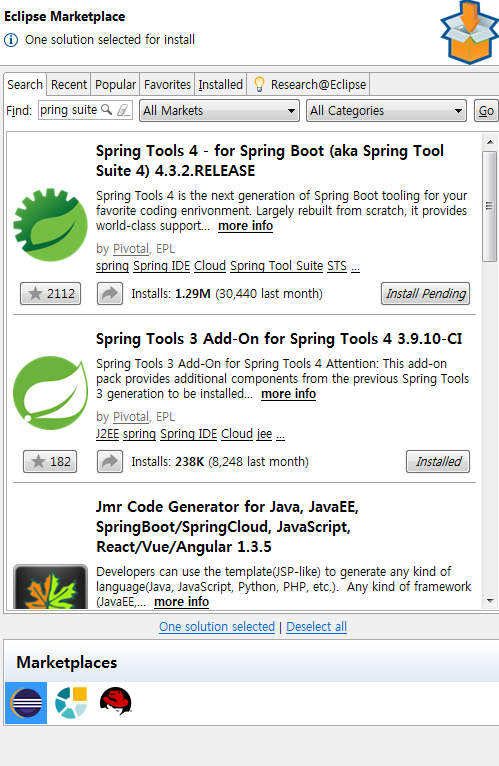 Eclipse Marketplace
One solution selected for install
Search Recent Popular Favorites Installed Research@Eclipse
Find: pring suite All Markets All Categories Go
Spring Tools 4 - for Spring Boot (aka Spring Tool
Suite 4) 4.3.2.RELEASE
Spring Tools 4 is the next generation of Spring Boot tooling for your
favorite coding enrivonment. Largely rebuilt from scratch, it provides
world-class support... more info
by Pivotal, EPL
spring Spring IDE Cloud Spring Tool Suite STS ...
2112 Installs: 1.29M (30,440 last month) Install Pending
Spring Tools 3 Add-On for Spring Tools 4 3.9.10-CI
Spring Tools 3 Add-On for Spring Tools 4 Attention: This add-on
pack provides additional components from the previous Spring Tools
3 generation to be installed... more info
by Pivotal, EPL
J2EE spring Spring IDE Cloud jee ...
182 Installs: 238K (8,248 last month) Installed
Jmr Code Generator for Java, JavaEE,
SpringBoot/SpringCloud, JavaScript,
React/Vue/Angular 1.3.5
Developers can use the template(JSP-like) to generate any kind of
language(Java, JavaScript, Python, PHP, etc.). Any kind of framework
(JavaEE,... more info
One solution selected | Deselect all
Marketplaces